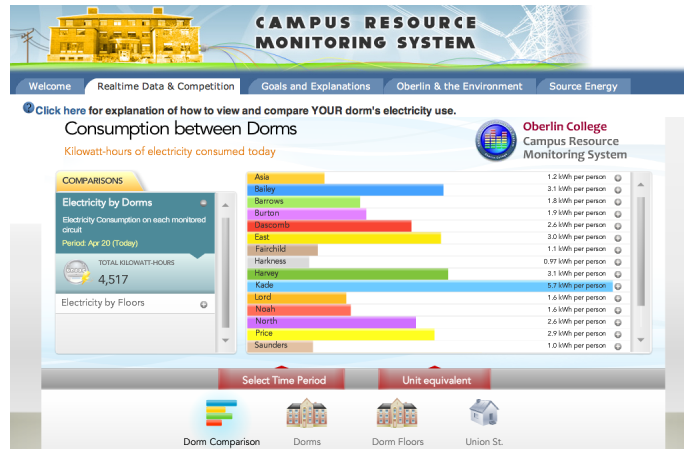 CAMPUS RESOURCE
MONITORING SYSTEM
Welcome
Realtime Data & Competition
Goals and Explanations
Oberlin & the Environment
Source Energy
Click here for explanation of how to view and compare YOUR dorm's electricity use.
Consumption between Dorms
Kilowatt-hours of electricity consumed today
Oberlin College
Campus Resource
Monitoring System
COMPARISONS
Electricity by Dorms
Electricity Consumption on each monitored
circuit
Period: Apr 20 (Today)
TOTAL KILOWATT-HOURS
4,517
Electricity by Floors
Asia 1.2 kWh per person
Bailey 3.1 kWh per person
Barrows 1.8 kWh per person
Burton 1.9 kWh per person
Dascomb 2.6 kWh per person
East 3.0 kWh per person
Fairchild 1.1 kWh per person
Harkness 0.97 kWh per person
Harvey 3.1 kWh per person
Kade 5.7 kWh per person
Lord 1.6 kWh per person
Noah 1.6 kWh per person
North 2.6 kWh per person
Price 2.9 kWh per person
Saunders 1.0 kWh per person
Select Time Period
Unit equivalent
Dorm Comparison
Dorms
Dorm Floors
Union St.